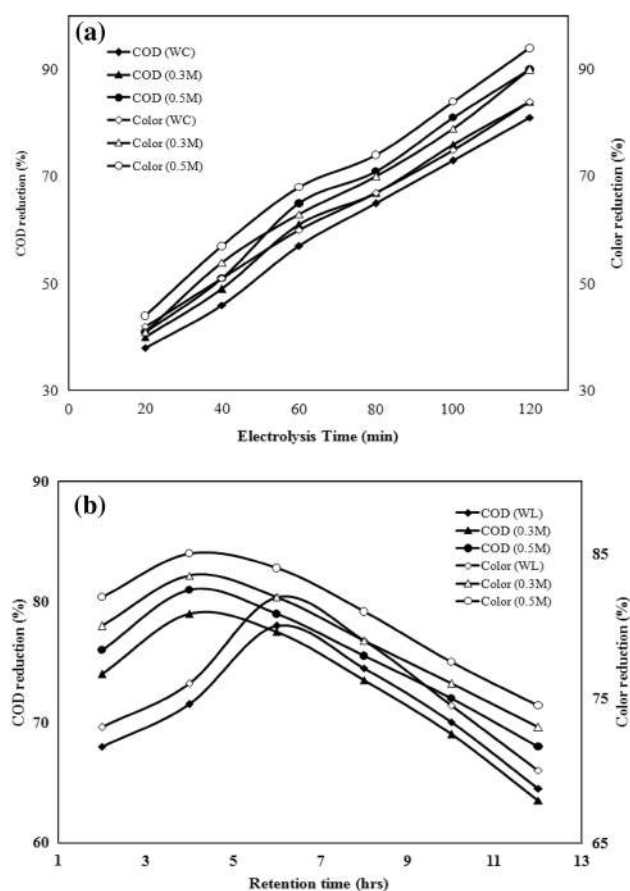 (a)
COD (WC)
COD (0.3M)
COD (0.5M)
Color (WC)
Color (0.3M)
Color (0.5M)
90
70
50
30
COD reduction (%)
90
70
50
30
Color reduction (%)
0 20 40 60 80 100 120
Electrolysis Time (min)
(b)
COD (WL)
COD (0.3M)
COD (0.5M)
Color (WL)
Color (0.3M)
Color (0.5M)
90
80
70
60
COD reduction (%)
85
75
65
Color reduction (%)
1 3 5 7 9 11 13
Retention time (hrs)